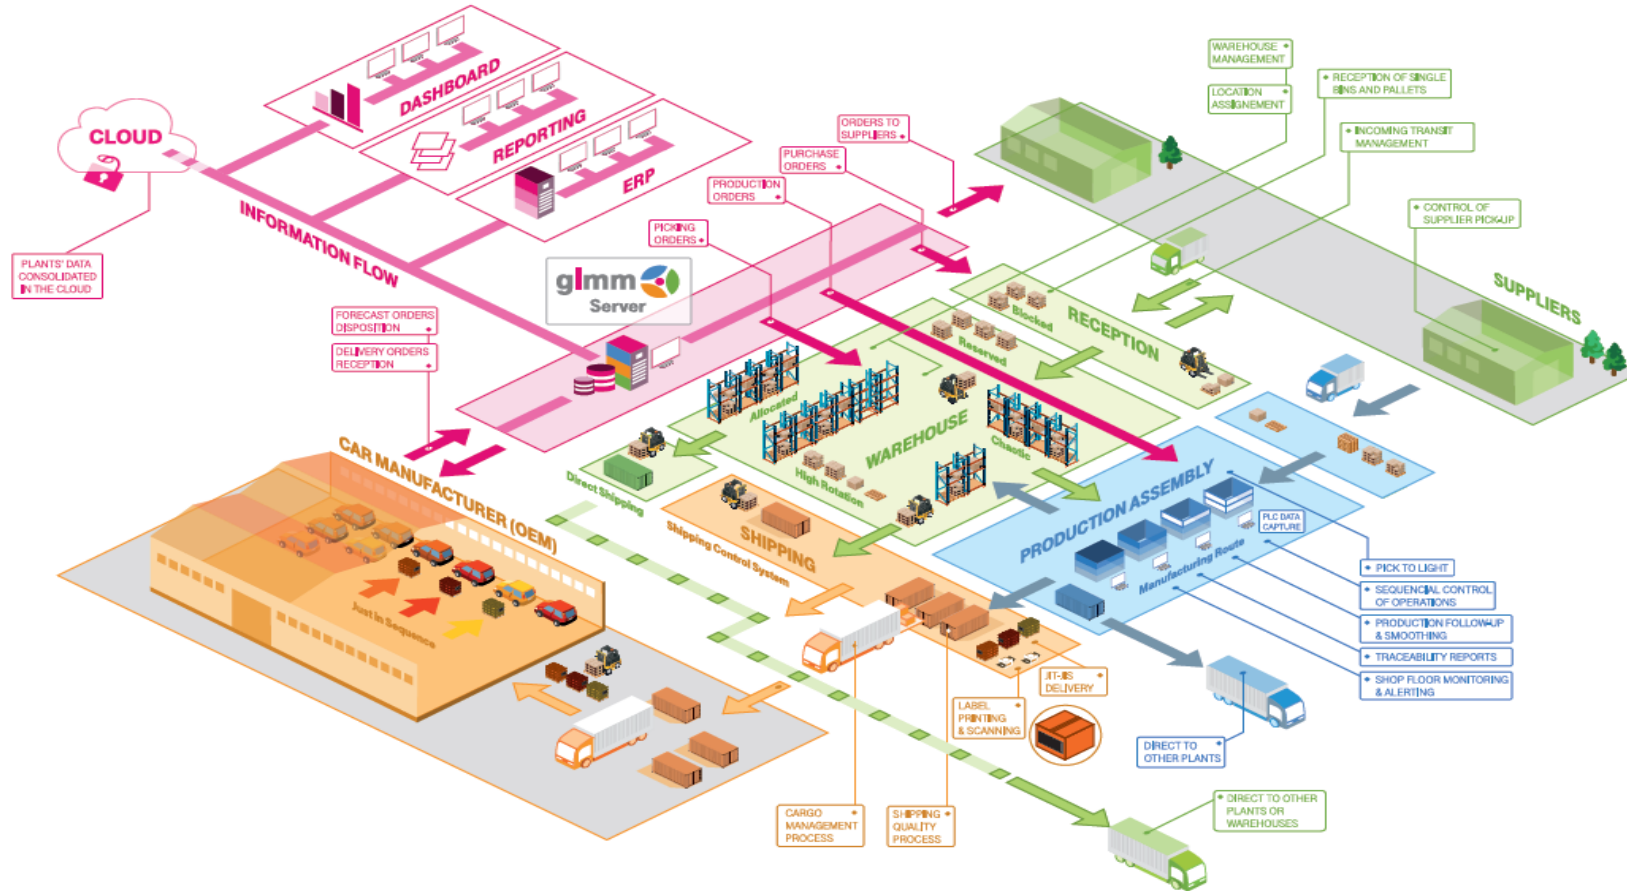 DASHBOARD
REPORTING
ERP
CLOUD
INFORMATION FLOW
PLANTS' DATA
CONSOLIDATED
IN THE CLOUD
FORECAST ORDERS
DISPOSITION
DELIVERY ORDERS
RECEPTION
glmm
Server
PICKING
ORDERS
PRODUCTION
ORDERS
PURCHASE
ORDERS
ORDERS TO
SUPPLIERS
WAREHOUSE
MANAGEMENT
LOCATION
ASSIGNEMENT
RECEPTION OF SINGLE
BINS AND PALLETS
INCOMING TRANSIT
MANAGEMENT
CONTROL OF
SUPPLIER PICK-UP
SUPPLIERS
RECEPTION
Blocked
Reserved
Allocated
WAREHOUSE
Chaotic
High Rotation
Direct Shipping
CAR MANUFACTURER (OEM)
Just in Sequence
SHIPPING
Shipping Control System
PRODUCTION ASSEMBLY
Manufacturing Route
PLC DATA
CAPTURE
PICK TO LIGHT
SEQUENCIAL CONTROL
OF OPERATIONS
PRODUCTION FOLLOW-UP
& SMOOTHING
TRACEABILITY REPORTS
SHOP FLOOR MONITORING
& ALERTING
JIT-JIS
DELIVERY
LABEL
PRINTING
& SCANNING
DIRECT TO
OTHER PLANTS
CARGO
MANAGEMENT
PROCESS
SHIPPING
QUALITY
PROCESS
DIRECT TO OTHER
PLANTS OR
WAREHOUSES